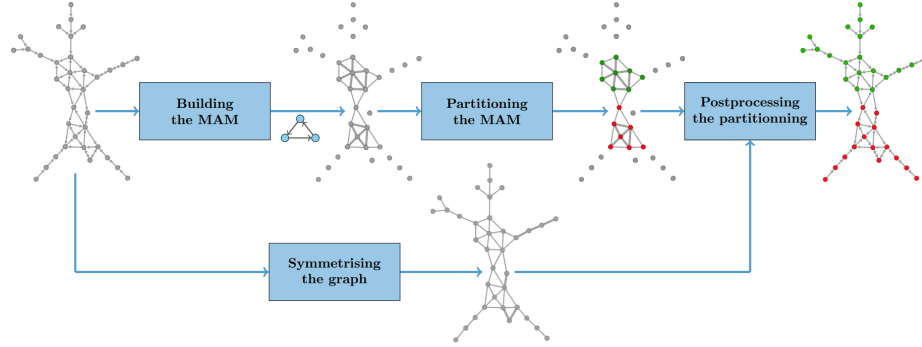 Building
the MAM
Partitioning
the MAM
Postprocessing
the partitionning
Symmetrising
the graph